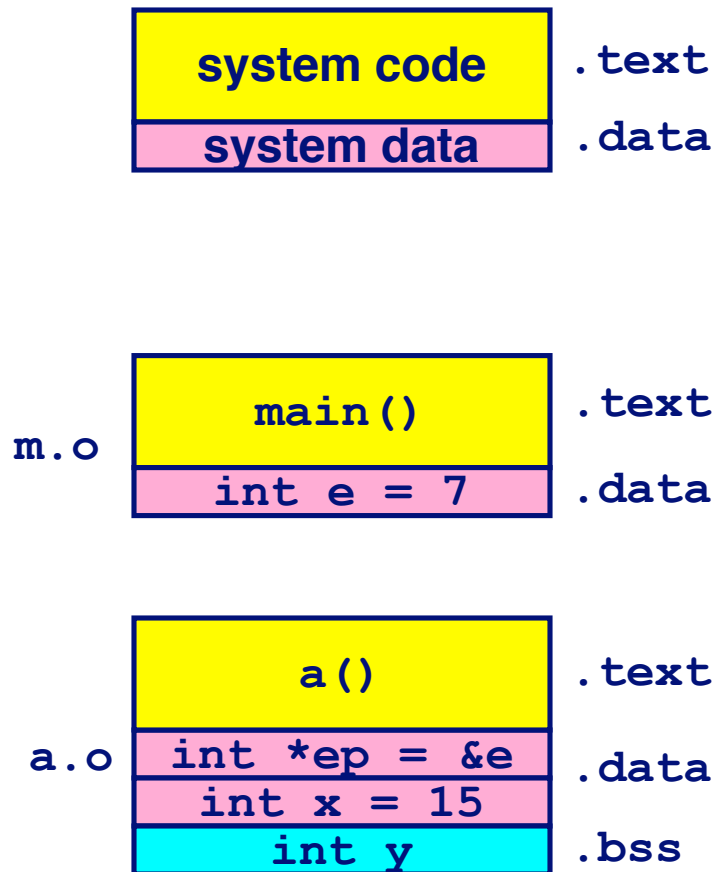 system code .text
system data .data
main() .text
m.o
int e = 7 .data
a() .text
a.o int *ep = &e .data
int x = 15
int y .bss